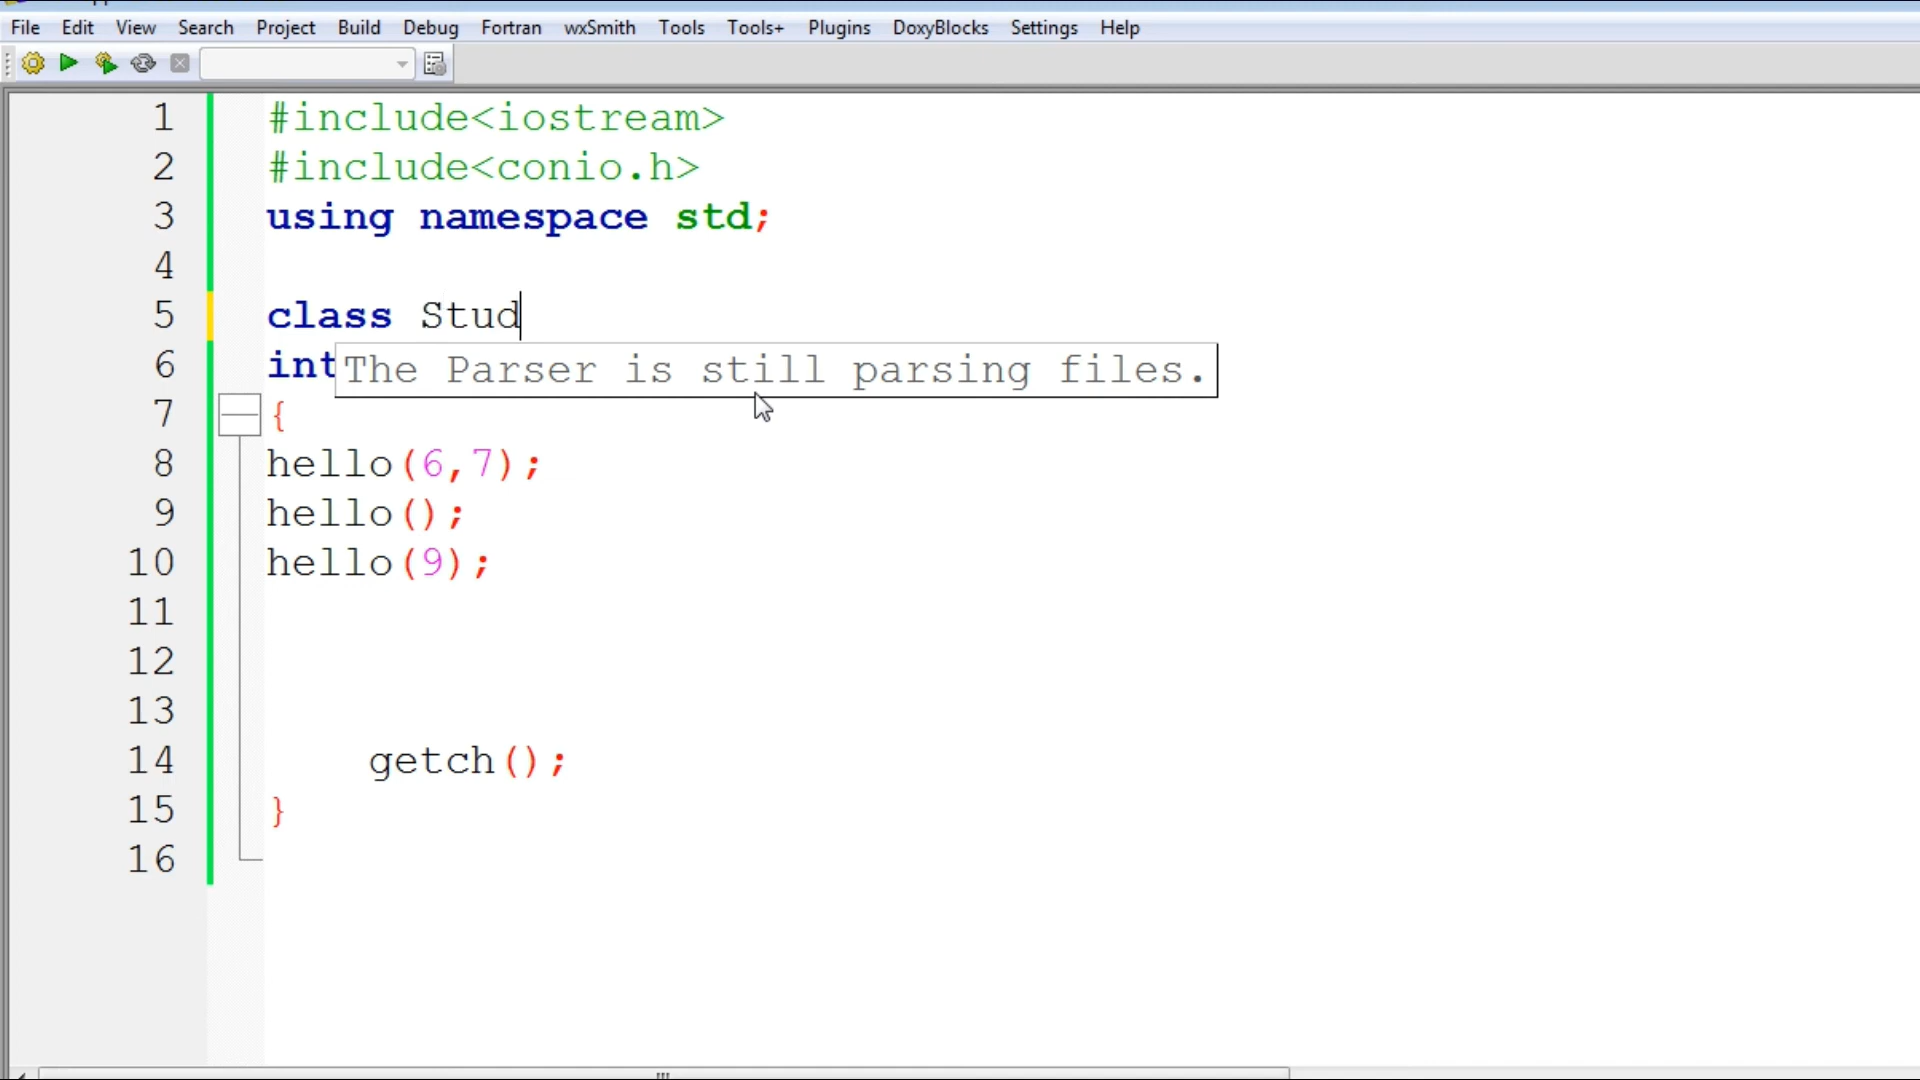 File Edit View Search Project Build Debug Fortran wxSmith Tools Tools+ Plugins DoxyBlocks Settings Help
1 #include<iostream>
2 #include<conio.h>
3 using namespace std;
4
5 class Stud
6 int
The Parser is still parsing files.
7 {
8 hello(6,7);
9 hello();
10 hello(9);
11
12
13
14 getch();
15 }
16